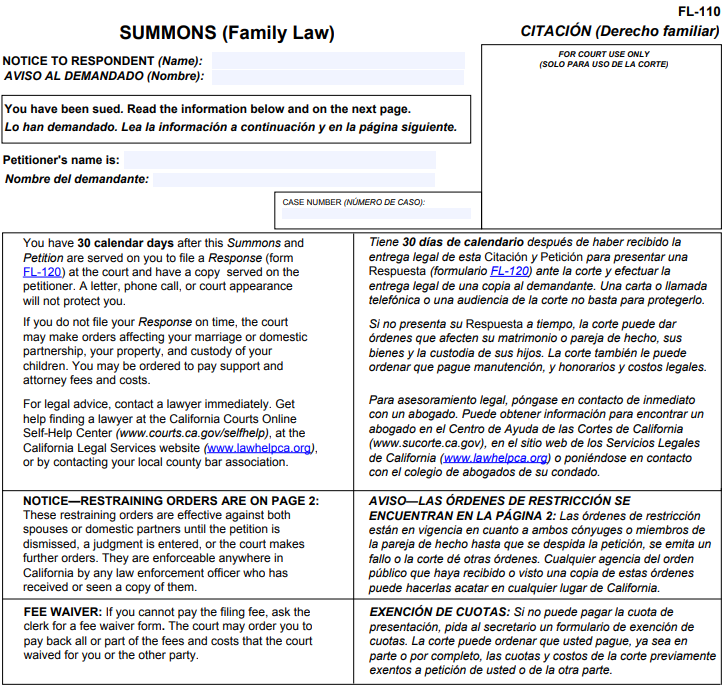 FL-110
SUMMONS (Family Law)
CITACIÓN (Derecho familiar)
NOTICE TO RESPONDENT (Name):
AVISO AL DEMANDADO (Nombre):
FOR COURT USE ONLY
(SOLO PARA USO DE LA CORTE)
You have been sued. Read the information below and on the next page.
Lo han demandado. Lea la información a continuación y en la página siguiente.
Petitioner's name is:
Nombre del demandante:
CASE NUMBER (NÚMERO DE CASO):
You have 30 calendar days after this Summons and
Petition are served on you to file a Response (form
FL-120) at the court and have a copy served on the
petitioner. A letter, phone call, or court appearance
will not protect you.
If you do not file your Response on time, the court
may make orders affecting your marriage or domestic
partnership, your property, and custody of your
children. You may be ordered to pay support and
attorney fees and costs.
For legal advice, contact a lawyer immediately. Get
help finding a lawyer at the California Courts Online
Self-Help Center (www.courts.ca.gov/selfhelp), at the
California Legal Services website (www.lawhelpca.org),
or by contacting your local county bar association.
Tiene 30 días de calendario después de haber recibido la
entrega legal de esta Citación y Petición para presentar una
Respuesta (formulario FL-120) ante la corte y efectuar la
entrega legal de una copia al demandante. Una carta o llamada
telefónica o una audiencia de la corte no basta para protegerlo.
Si no presenta su Respuesta a tiempo, la corte puede dar
órdenes que afecten su matrimonio o pareja de hecho, sus
bienes y la custodia de sus hijos. La corte también le puede
ordenar que pague manutención, y honorarios y costos legales.
Para asesoramiento legal, póngase en contacto de inmediato
con un abogado. Puede obtener información para encontrar un
abogado en el Centro de Ayuda de las Cortes de California
(www.sucorte.ca.gov), en el sitio web de los Servicios Legales
de California (www.lawhelpca.org) o poniéndose en contacto
con el colegio de abogados de su condado.
NOTICE—RESTRAINING ORDERS ARE ON PAGE 2:
These restraining orders are effective against both
spouses or domestic partners until the petition is
dismissed, a judgment is entered, or the court makes
further orders. They are enforceable anywhere in
California by any law enforcement officer who has
received or seen a copy of them.
AVISO—LAS ÓRDENES DE RESTRICCIÓN SE
ENCUENTRAN EN LA PÁGINA 2: Las órdenes de restricción
están en vigencia en cuanto a ambos cónyuges o miembros de
la pareja de hecho hasta que se despida la petición, se emita un
fallo o la corte dé otras órdenes. Cualquier agencia del orden
público que haya recibido o visto una copia de estas órdenes
puede hacerlas acatar en cualquier lugar de California.
FEE WAIVER: If you cannot pay the filing fee, ask the
clerk for a fee waiver form. The court may order you to
pay back all or part of the fees and costs that the court
waived for you or the other party.
EXENCIÓN DE CUOTAS: Si no puede pagar la cuota de
presentación, pida al secretario un formulario de exención de
cuotas. La corte puede ordenar que usted pague, ya sea en
parte o por completo, las cuotas y costos de la corte previamente
exentos a petición de usted o de la otra parte.